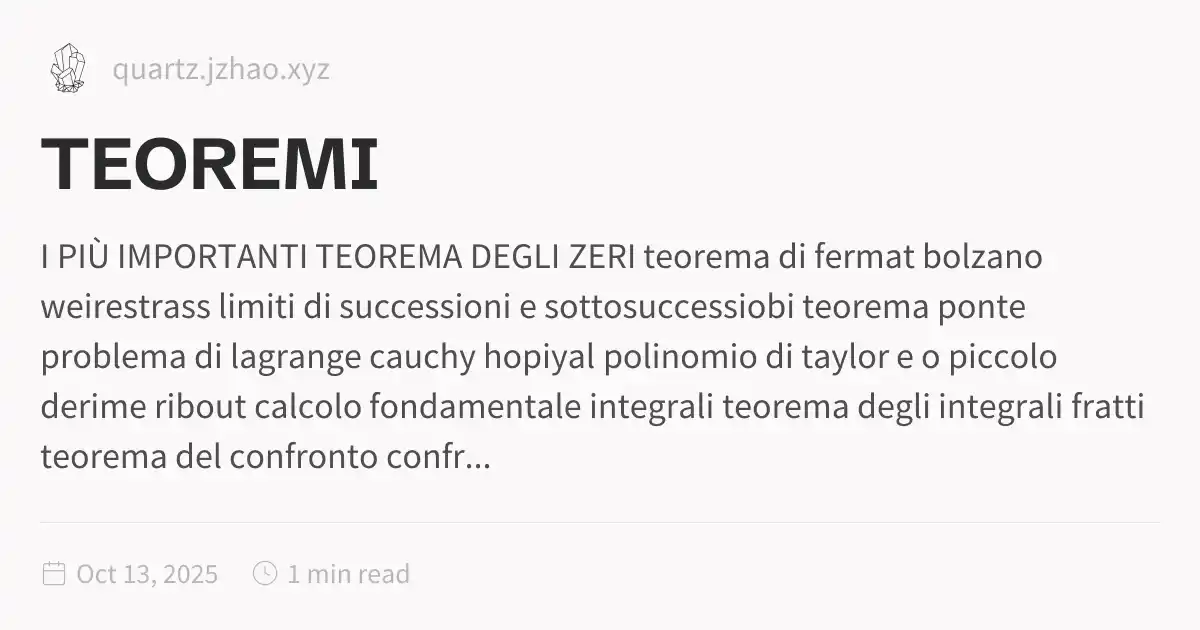 quartz.jzhao.xyz
TEOREMI
I PIÙ IMPORTANTI TEOREMA DEGLI ZERI teorema di fermat bolzano
weirestrass limiti di successioni e sottosuccessiobi teorema ponte
problema di lagrange cauchy hopiyal polinomio di taylor e o piccolo
derime ribout calcolo fondamentale integrali teorema degli integrali fratti
teorema del confronto confr...
Oct 13, 2025 1 min read